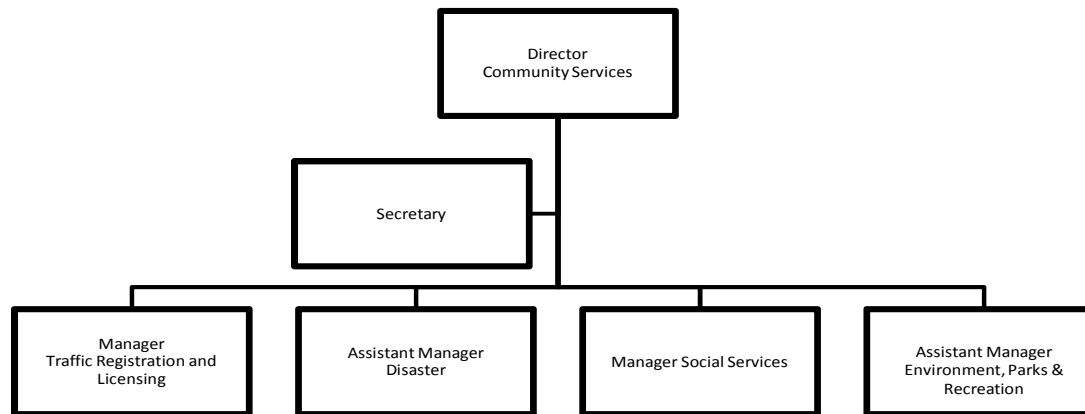 Director
Community Services
Secretary
Manager
Traffic Registration and
Licensing
Assistant Manager
Disaster
Manager Social Services
Assistant Manager
Environment, Parks &
Recreation